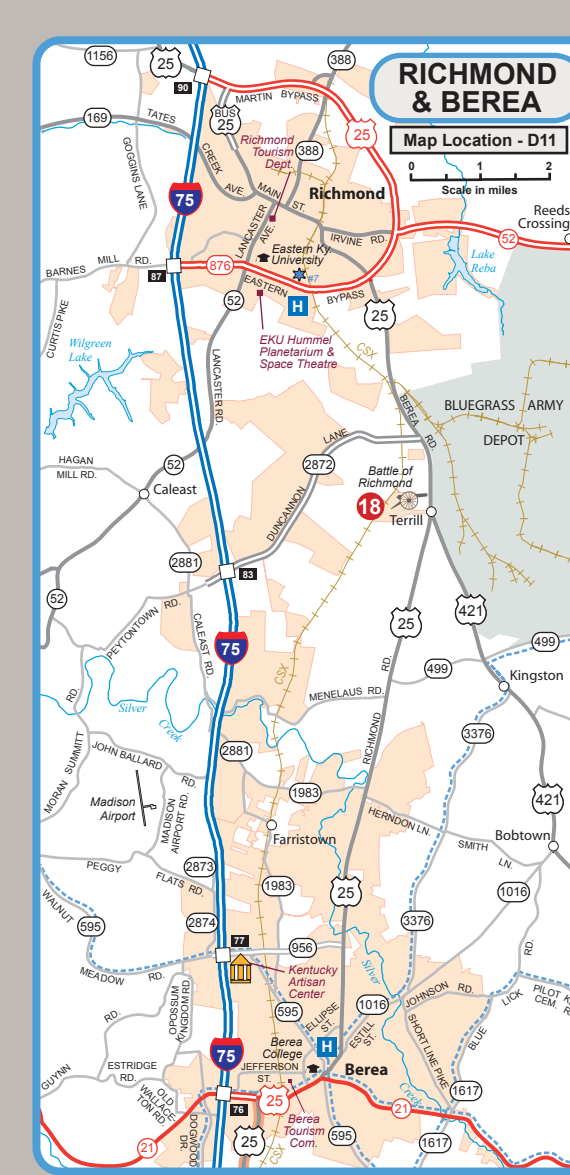 1156
25
388
RICHMOND
& BEREA
90
MARTIN BYPASS
BUS
25
169
TATES
CREEK
AVE
25
Map Location - D11
Richmond
Tourism
Dept.
388
0 1 2
Scale in miles
GOGGINS LANE
75
MAIN ST.
Richmond
LANCASTER
AVE.
IRVINE RD.
Reeds
Crossing
52
Eastern Ky.
University
Lake
Reba
BARNES MILL RD.
876
87
#7
EASTERN
BYPASS
H
52
25
CURTIS PIKE
EKU Hummel
Planetarium &
Space Theatre
CSX
Wilgreen
Lake
LANCASTER RD.
BEREA
RD.
BLUEGRASS ARMY
DEPOT
LANE
2872
HAGAN
MILL RD.
52
Caleast
Battle of
Richmond
18
Terrill
DUNCANNON
2881
83
52
PEYTONTOWN RD.
CALEAST RD.
25
421
75
499
499
RD.
CSX
MENELAUS RD.
Kingston
RD.
Silver
Creek
RICHMOND
3376
MORAN SUMMITT
JOHN BALLARD
RD.
2881
1983
421
Madison
Airport
MADISON
AIRPORT RD.
HERNDON LN.
Farristown
SMITH
LN.
Bobtown
PEGGY
FLATS RD.
2873
1983
25
1016
WALNUT
595
MEADOW RD.
2874
3376
77
956
RD.
Kentucky
Artisan
Center
Silver
JOHNSON RD.
LICK
PILOT
CEM.
OPOSSUM
KINGDOM RD.
RD.
595
ELLIPSE
ST.
1016
ESTILL
ST.
SHORT LINE PIKE
BLUE
75
Berea
College
H
ESTRIDGE
RD.
JEFFERSON
ST.
Berea
GUYNN
OLD
WALLACE-
TON RD.
Creek
1617
76
25
21
21
DOGWOOD
DR.
25
CSX
Berea
Tourism
Com.
595
1617